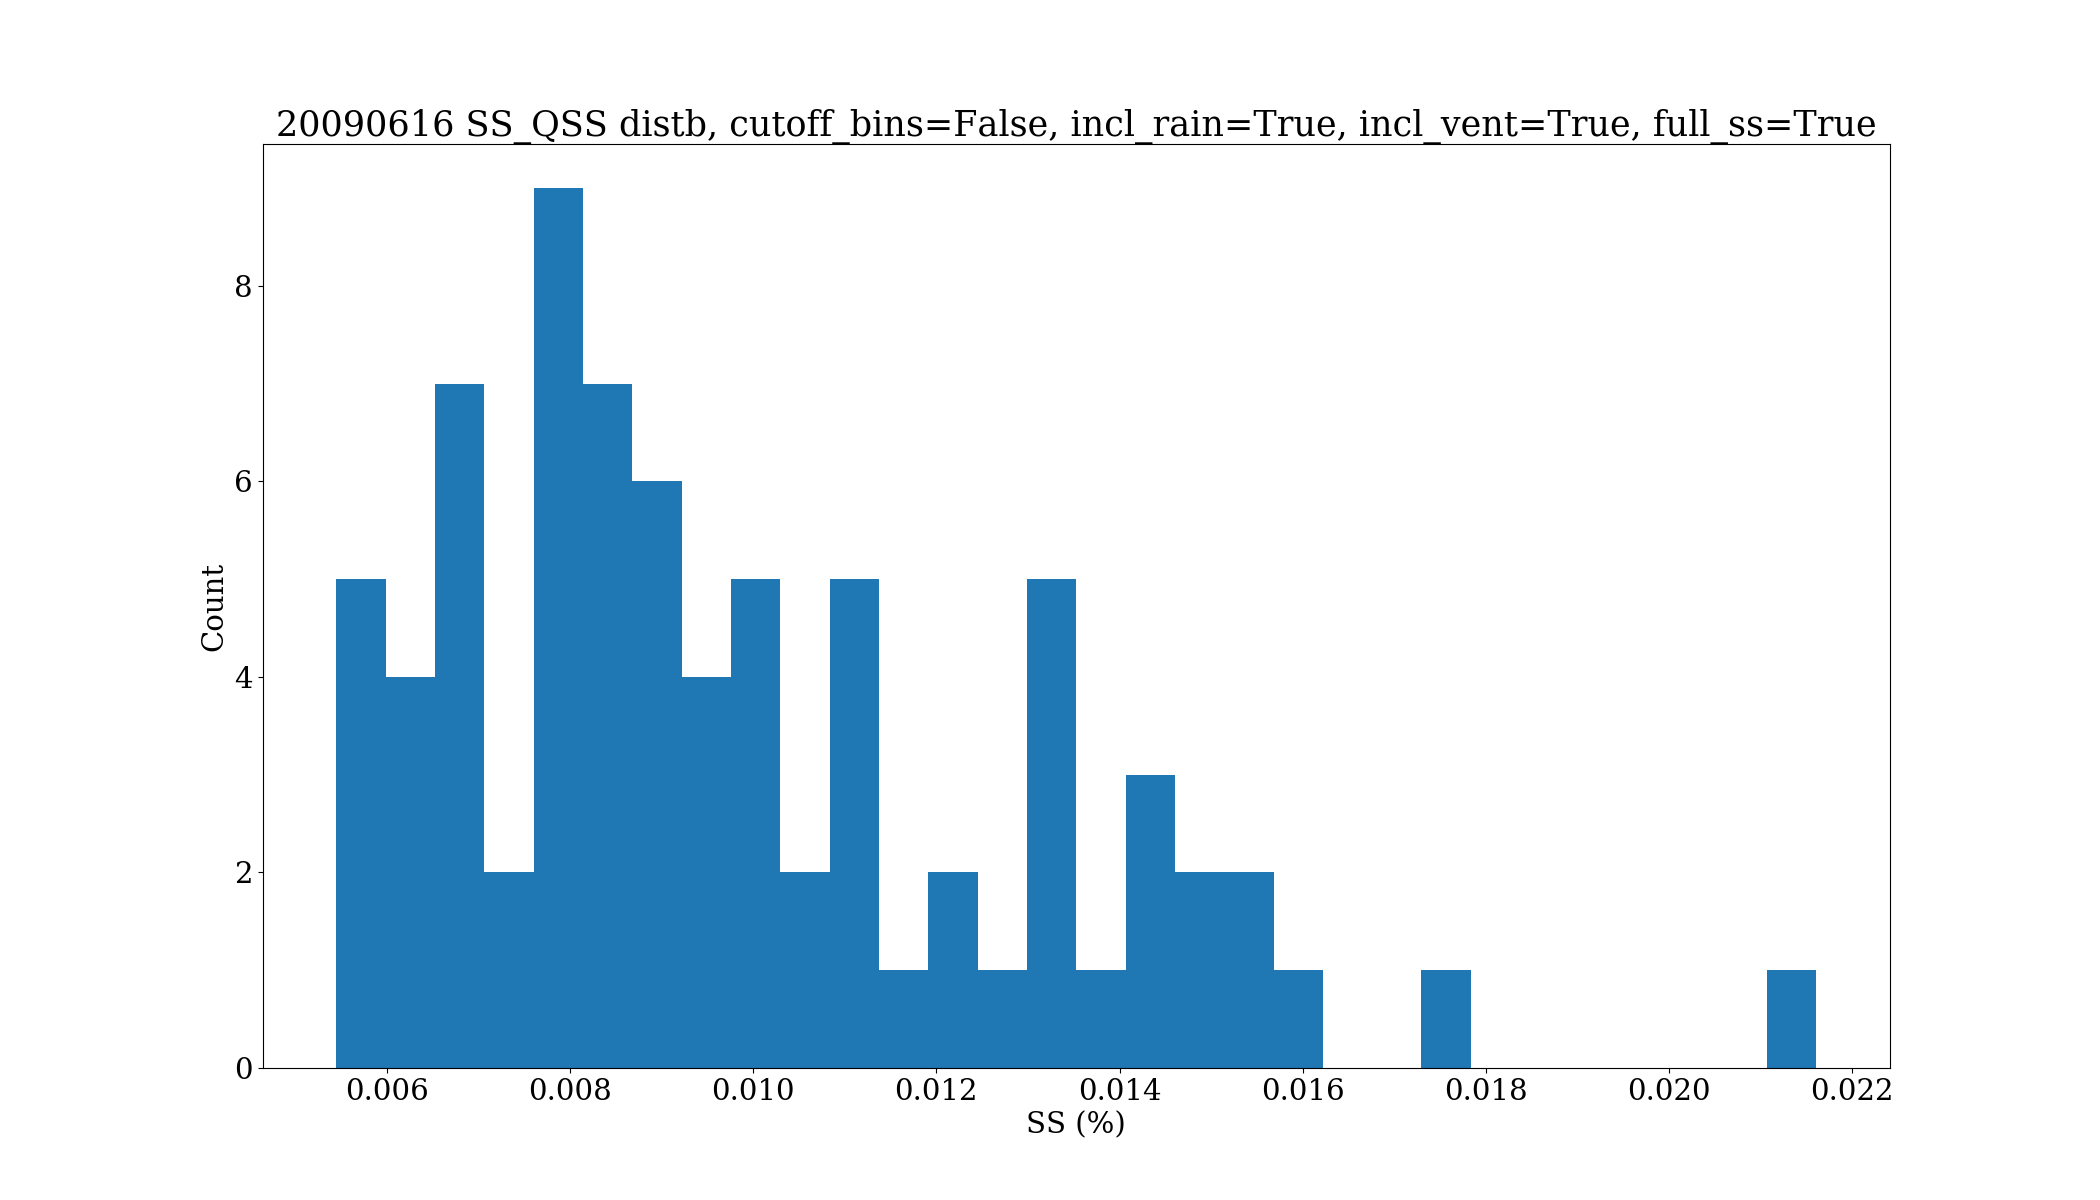 20090616 SS_QSS distb, cutoff_bins=False, incl_rain=True, incl_vent=True, full_ss=True
8
6
4
2
0
Count
0.006 0.008 0.010 0.012 0.014 0.016 0.018 0.020 0.022
SS (%)